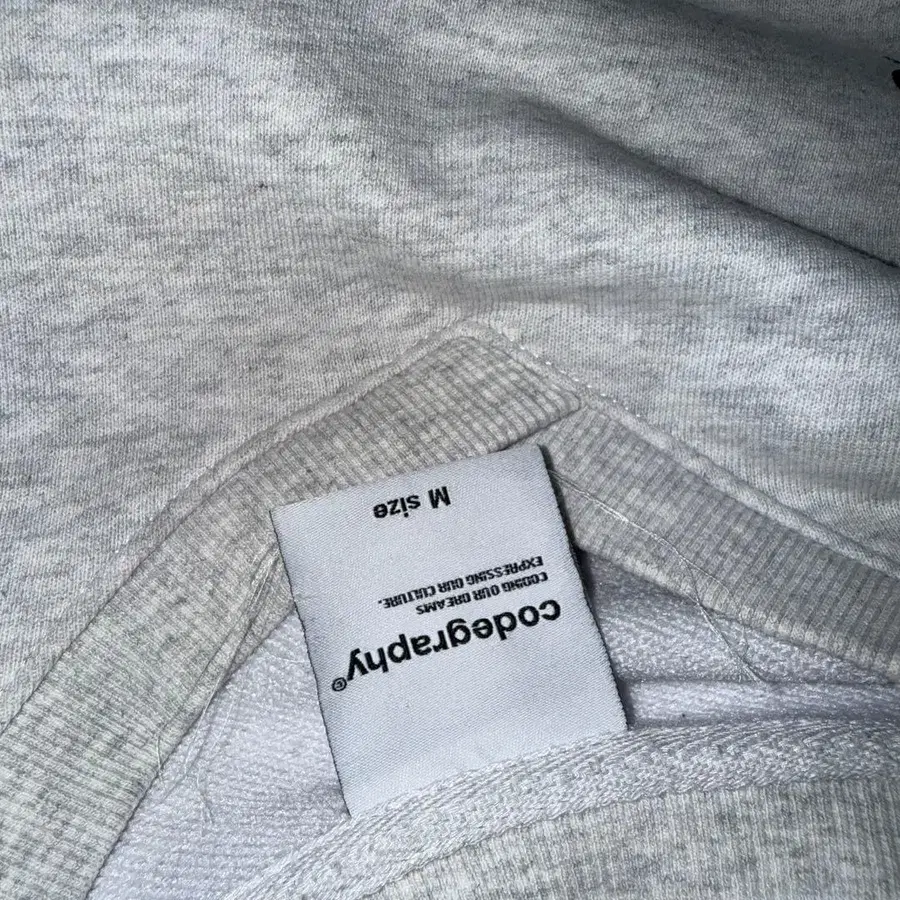 codegraphy©
CODING OUR DREAMS
EXPRESSING OUR CULTURE.
M size